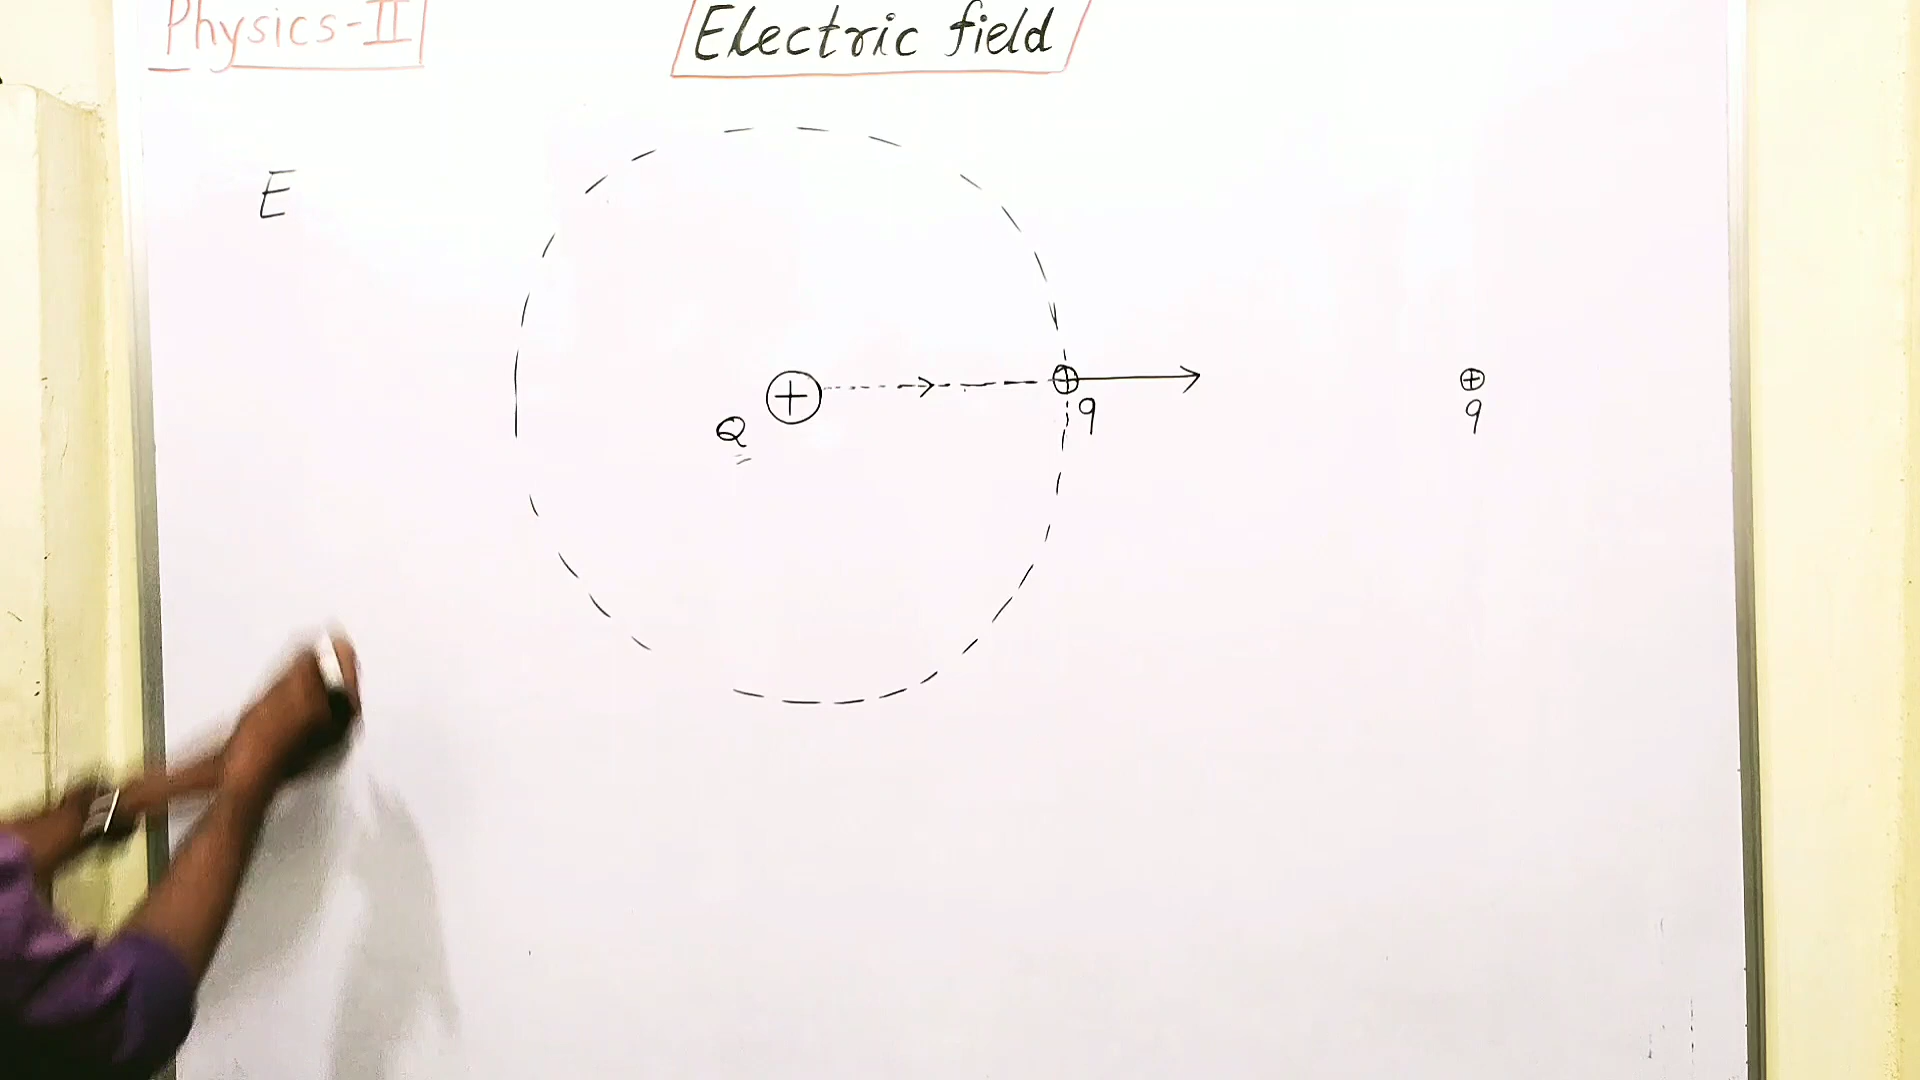 Physics-II
Electric field
E
+
+
+
Q
q
q